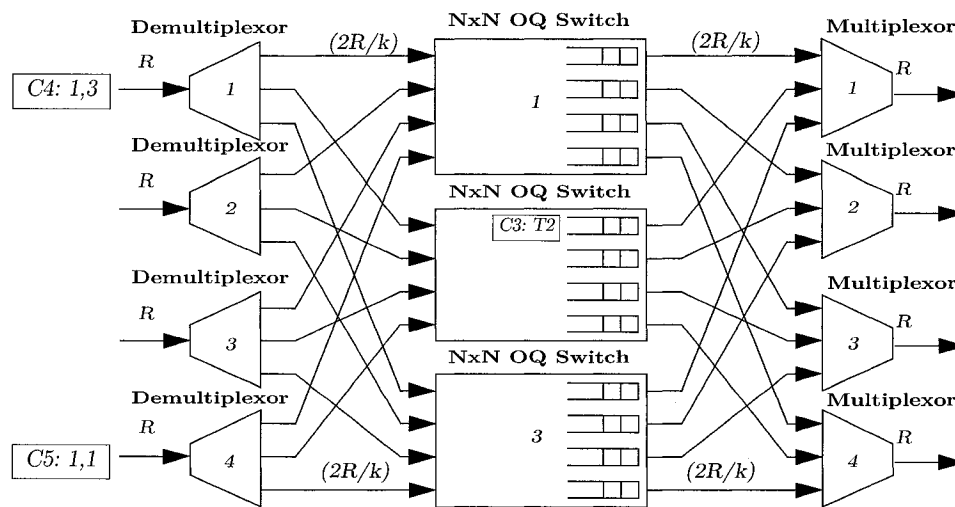 Demultiplexor
NxN OQ Switch
Multiplexor
R
(2R/k)
(2R/k)
R
C4: 1,3
1
1
1
Demultiplexor
Multiplexor
R
R
2
NxN OQ Switch
2
C3: T2
Demultiplexor
Multiplexor
R
R
3
3
NxN OQ Switch
Demultiplexor
Multiplexor
R
R
3
C5: 1,1
4
(2R/k)
(2R/k)
4